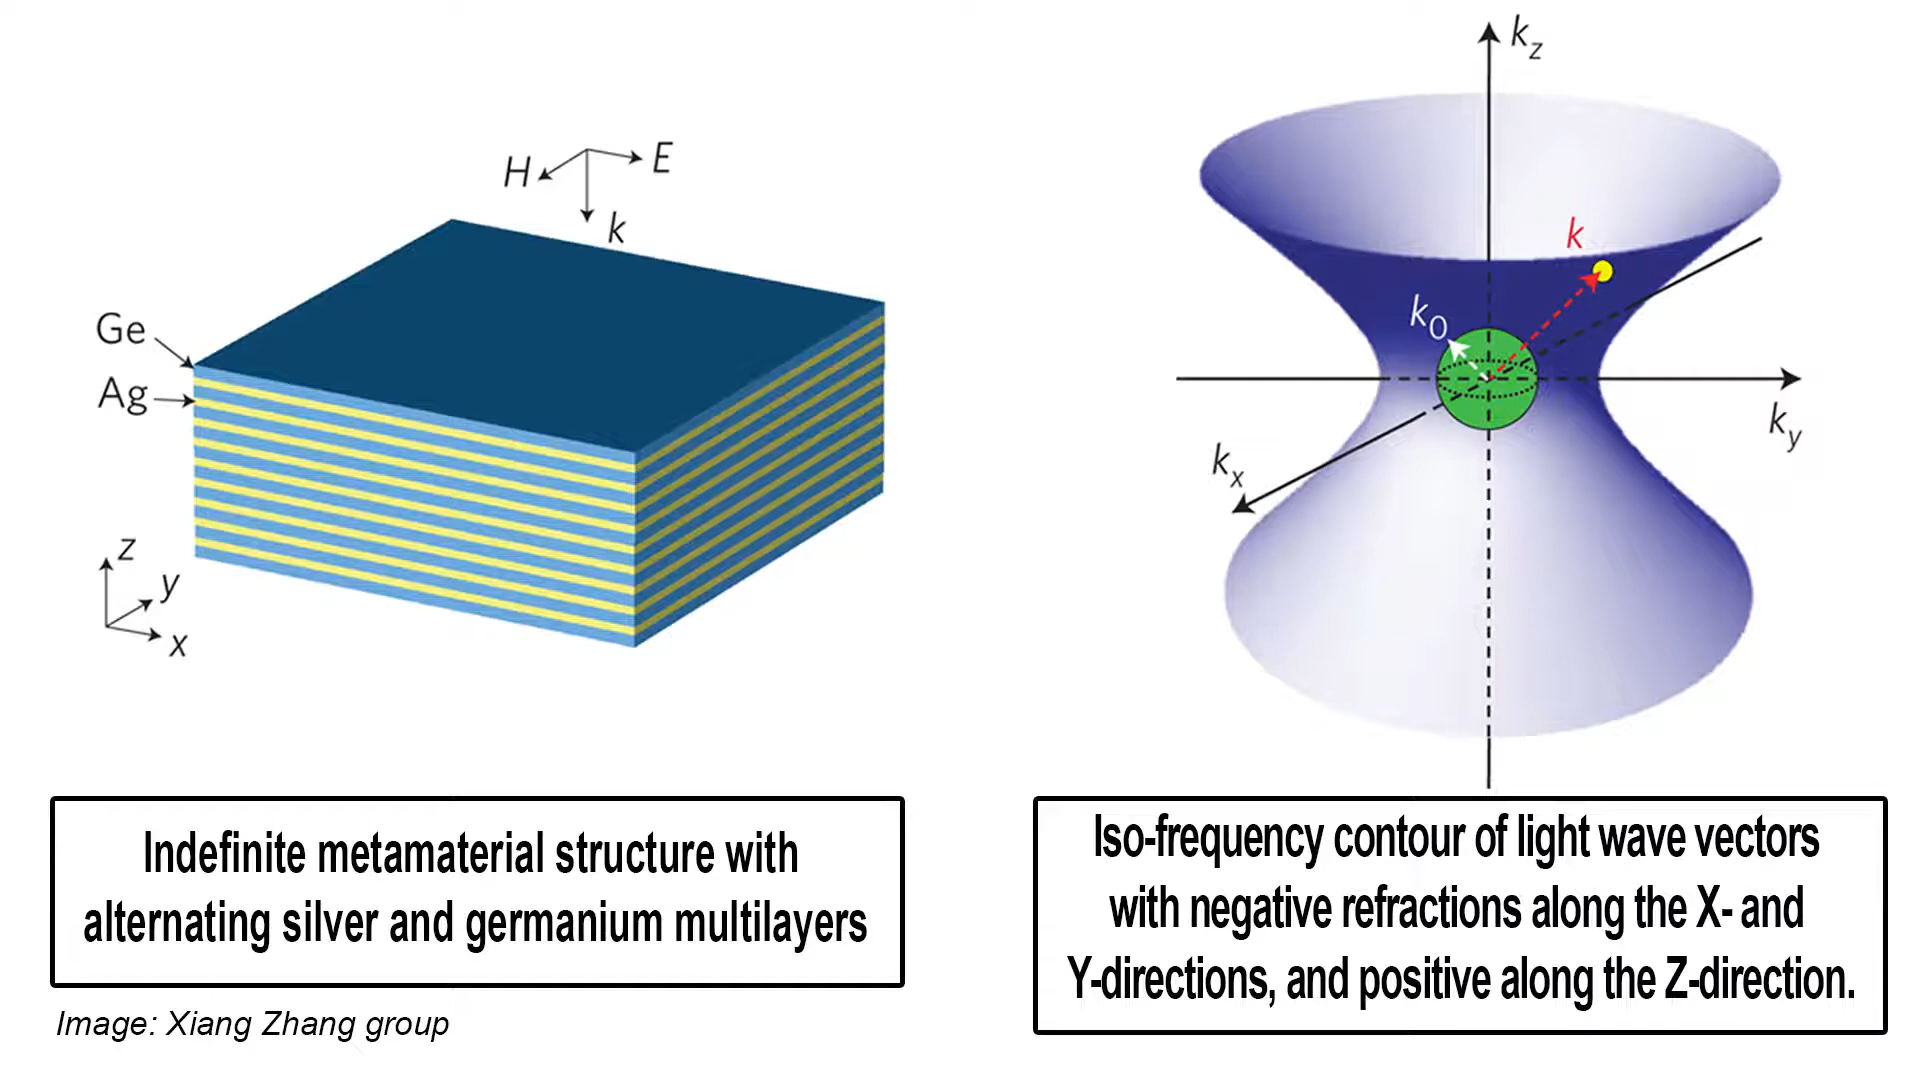 H
E
k
Ge
Ag
z
y
x
k_z
k
k_0
k_y
k_x
Indefinite metamaterial structure with
alternating silver and germanium multilayers
Image: Xiang Zhang group
Iso-frequency contour of light wave vectors
with negative refractions along the X- and
Y-directions, and positive along the Z-direction.